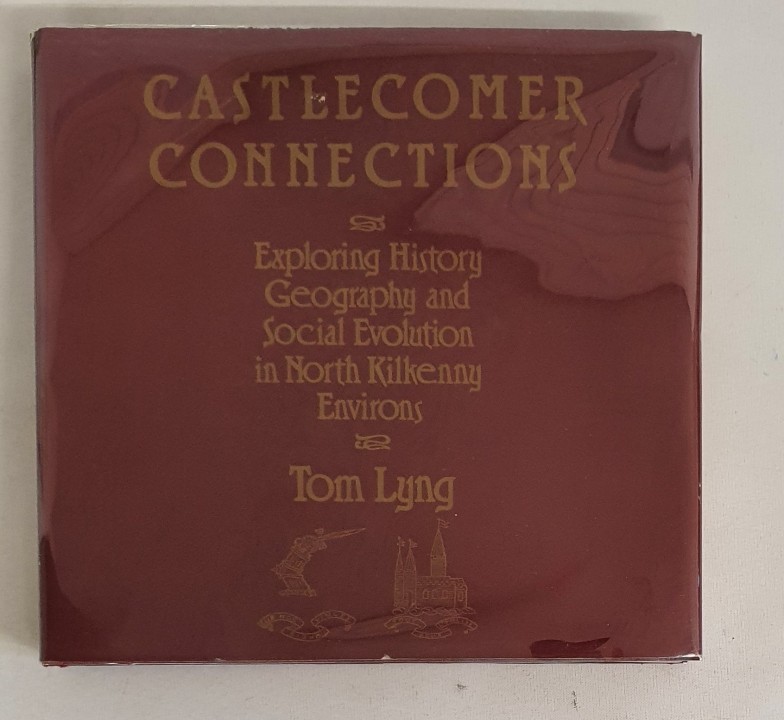 CASTLECOMER
CONNECTIONS
Exploring History
Geography and
Social Evolution
in North Kilkenny
Environs
Tom Lyng